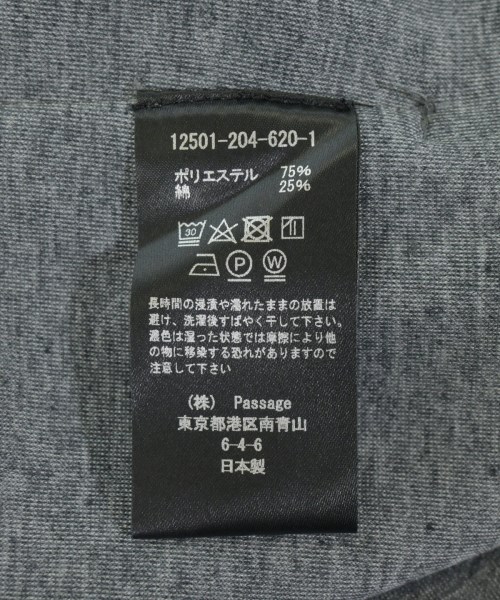 12501-204-620-1
ポリエステル 75%
綿 25%
30
P W
長時間の浸漬や濡れたままの放置は
避け、洗濯後すばやく干して下さい。
濃色は湿った状態では摩擦により他
の物に移染する恐れがありますので
注意して下さい
(株) Passage
東京都港区南青山
6-4-6
日本製